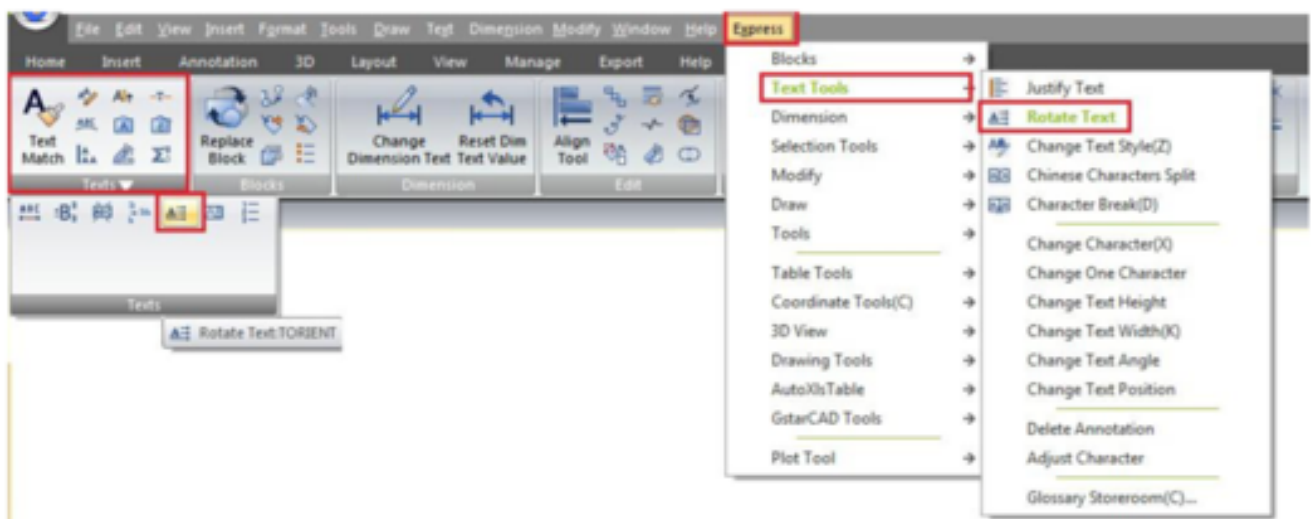 File Edit View Insert Format Tools Draw Text Dimension Modify Window Help Express
Home Insert Annotation 3D Layout View Manage Export Help
Text Match
Replace Block
Change Dimension Text
Reset Dim Text Value
Align Tool
Texts
Blocks
Dimension
Edit
Texts
Rotate Text:TORIENT
Blocks
Text Tools
Dimension
Selection Tools
Modify
Draw
Tools
Table Tools
Coordinate Tools(C)
3D View
Drawing Tools
AutoXlsTable
GstarCAD Tools
Plot Tool
Justify Text
Rotate Text
Change Text Style(Z)
Chinese Characters Split
Character Break(D)
Change Character(X)
Change One Character
Change Text Height
Change Text Width(K)
Change Text Angle
Change Text Position
Delete Annotation
Adjust Character
Glossary Storeroom(C)...